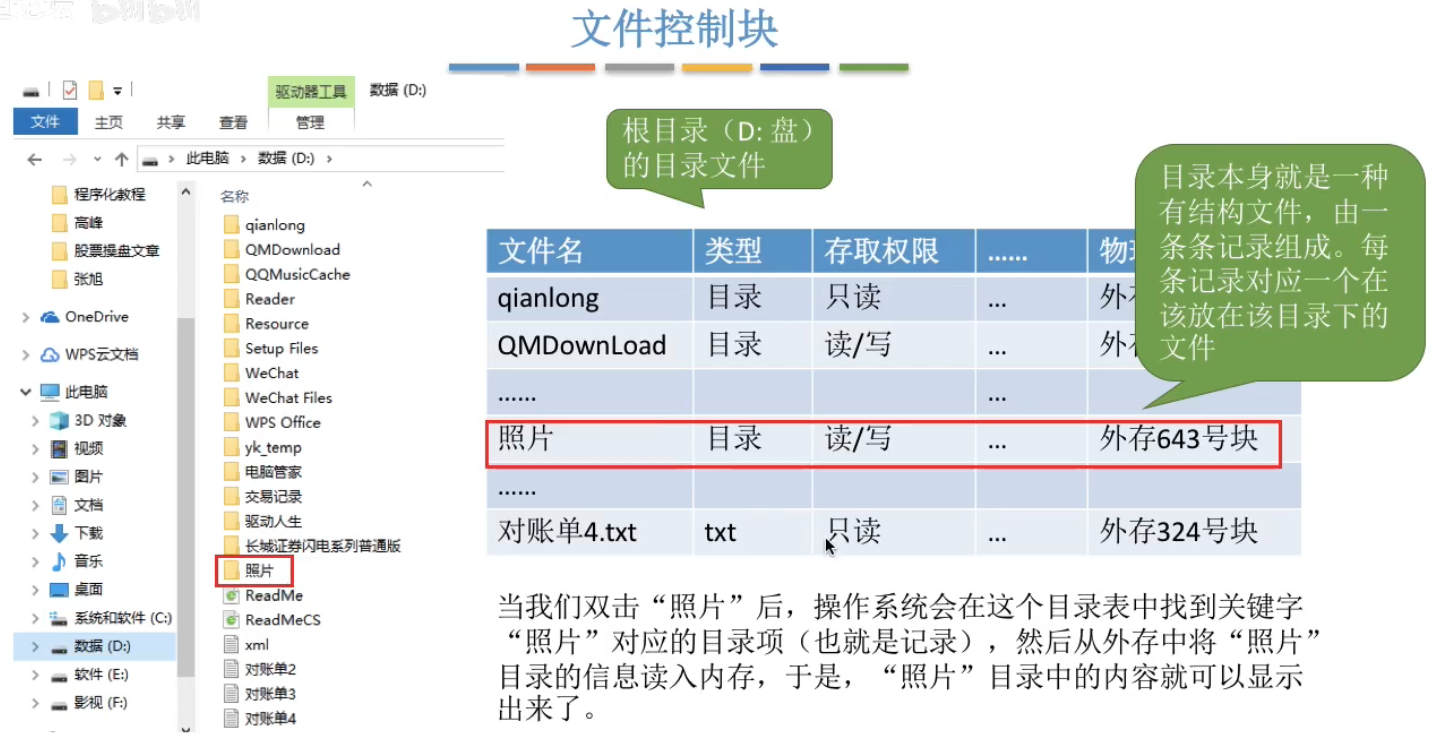 文件控制块
驱动器工具
数据 (D:)
文件
主页
共享
查看
管理
此电脑
数据 (D:)
程序化教程
高峰
股票操盘文章
张旭
OneDrive
WPS云文档
此电脑
3D 对象
视频
图片
文档
下载
音乐
桌面
系统和软件 (C:)
数据 (D:)
软件 (E:)
影视 (F:)
名称
qianlong
QMDownload
QQMusicCache
Reader
Resource
Setup Files
WeChat
WeChat Files
WPS Office
yk_temp
电脑管家
交易记录
驱动人生
长城证券闪电系列普通版
照片
ReadMe
ReadMeCS
xml
对账单2
对账单3
对账单4
根目录（D: 盘）
的目录文件
目录本身就是一种
有结构文件，由一
条条记录组成。每
条记录对应一个在
该放在该目录下的
文件
文件名 类型 存取权限 …… 物
qianlong 目录 只读 ... 外
QMDownLoad 目录 读/写 ... 外
…… ...
照片 目录 读/写 ... 外存643号块
……
对账单4.txt txt 只读 ... 外存324号块
当我们双击“照片”后，操作系统会在这个目录表中找到关键字
“照片”对应的目录项（也就是记录），然后从外存中将“照片”
目录的信息读入内存，于是，“照片”目录中的内容就可以显示
出来了。